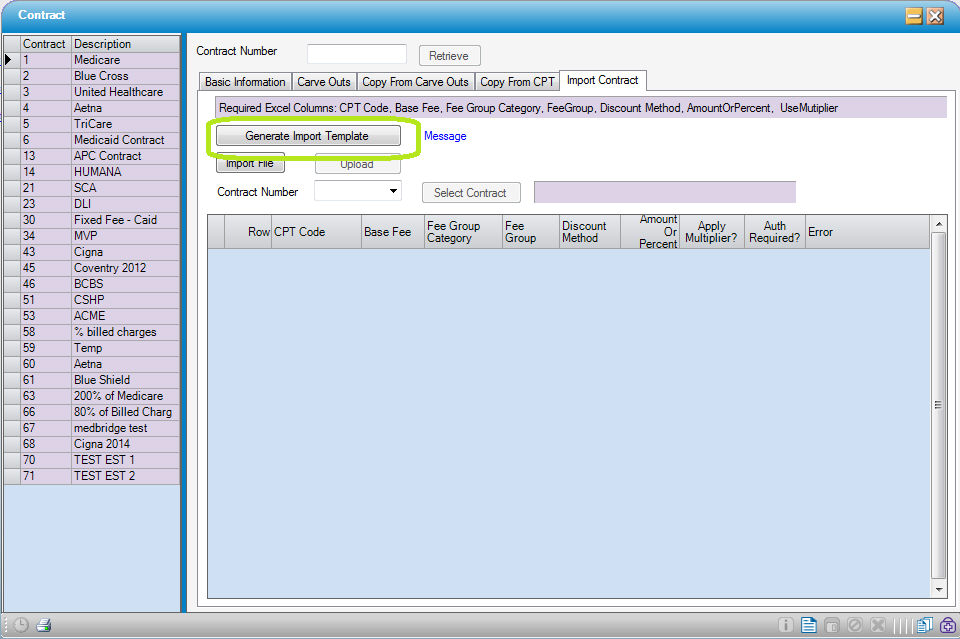 Contract
Contract Description
1 Medicare
2 Blue Cross
3 United Healthcare
4 Aetna
5 TriCare
6 Medicaid Contract
13 APC Contract
14 HUMANA
21 SCA
23 DLI
30 Fixed Fee - Caid
34 MVP
43 Cigna
45 Coventry 2012
46 BCBS
51 CSHP
53 ACME
58 % billed charges
59 Temp
60 Aetna
61 Blue Shield
63 200% of Medicare
66 80% of Billed Charg
67 medbridge test
68 Cigna 2014
70 TEST EST 1
71 TEST EST 2
Contract Number Retrieve
Basic Information Carve Outs Copy From Carve Outs Copy From CPT Import Contract
Required Excel Columns: CPT Code, Base Fee, Fee Group Category, FeeGroup, Discount Method, AmountOrPercent, UseMutiplier
Generate Import Template Message
Import File Upload
Contract Number Select Contract
Row CPT Code Base Fee Fee Group Category Fee Group Discount Method Amount Or Percent Apply Multiplier? Auth Required? Error